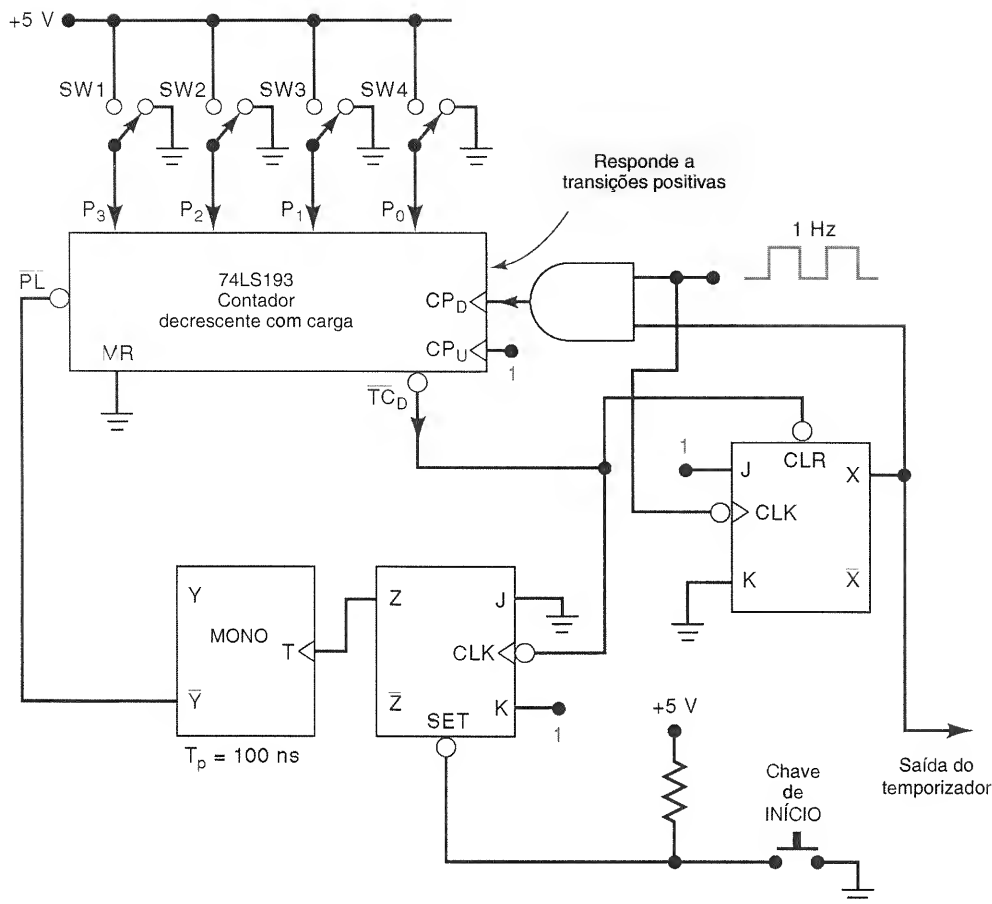 +5 V
SW1 SW2 SW3 SW4
P3 P2 P1 P0
Responde a
transições positivas
1 Hz
P̅L̅
74LS193
Contador
decrescente com carga
CPD
CPU
1
MR
T̅C̅D
1
J CLR X
CLK
K X̅
Y
MONO
T
Y̅
Tp = 100 ns
Z J
CLK
Z̅ K
SET
1
+5 V
Chave
de
INÍCIO
Saída do
temporizador